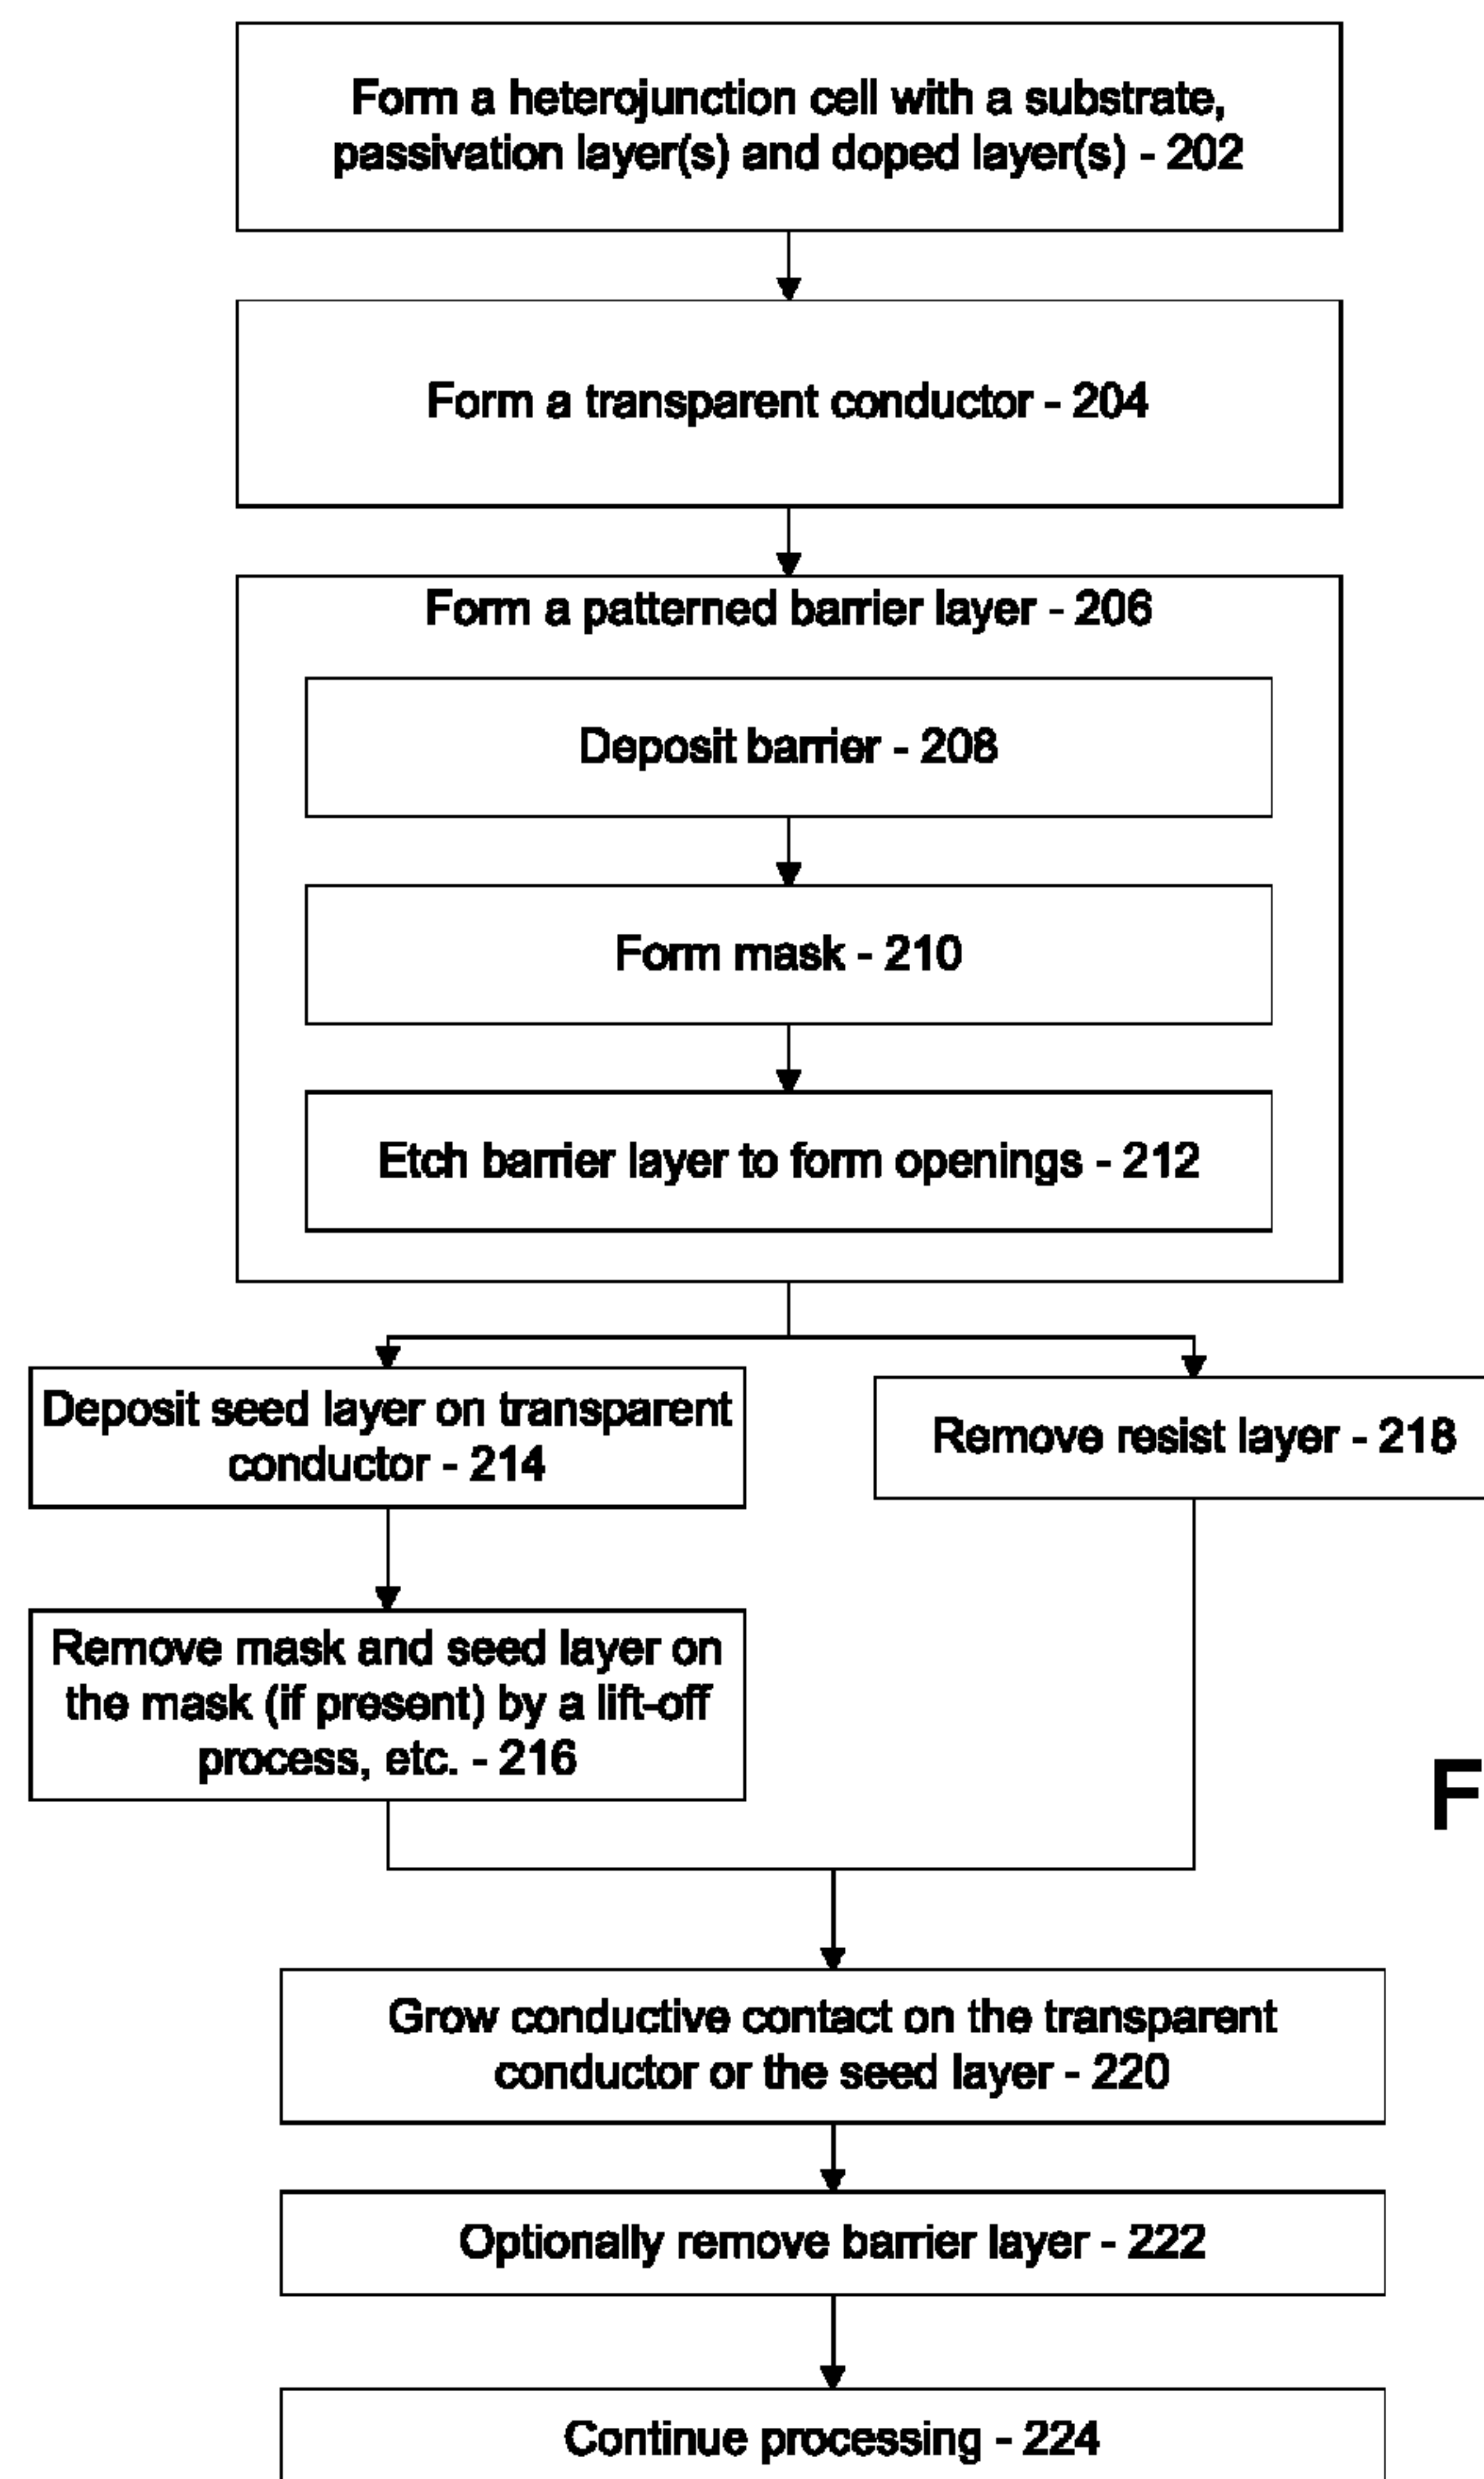 Form a heterojunction cell with a substrate,
passivation layer(s) and doped layer(s) - 202
Form a transparent conductor - 204
Form a patterned barrier layer - 206
Deposit barrier - 208
Form mask - 210
Etch barrier layer to form openings - 212
Deposit seed layer on transparent
conductor - 214
Remove resist layer - 218
Remove mask and seed layer on
the mask (if present) by a lift-off
process, etc. - 216
F
Grow conductive contact on the transparent
conductor or the seed layer - 220
Optionally remove barrier layer - 222
Continue processing - 224